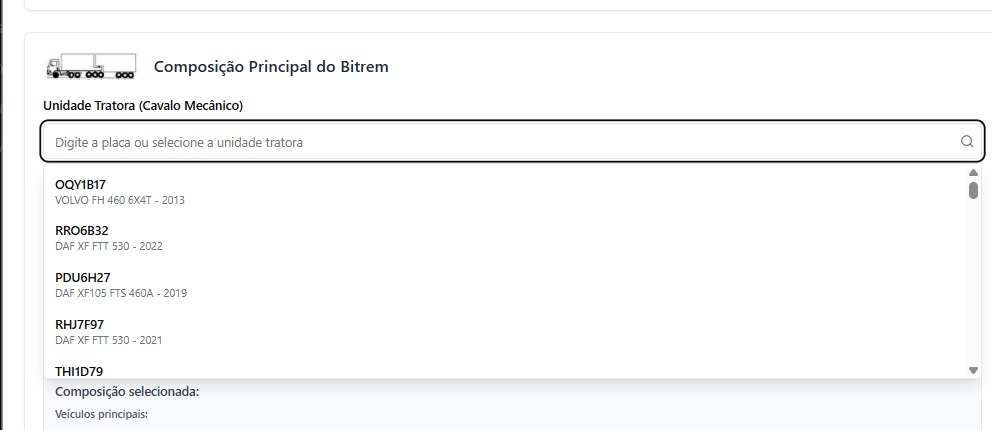 Composição Principal do Bitrem
Unidade Tratora (Cavalo Mecânico)
Digite a placa ou selecione a unidade tratora
OQY1B17
VOLVO FH 460 6X4T - 2013
RRO6B32
DAF XF FTT 530 - 2022
PDU6H27
DAF XF105 FTS 460A - 2019
RHJ7F97
DAF XF FTT 530 - 2021
THI1D79
Composição selecionada:
Veículos principais: